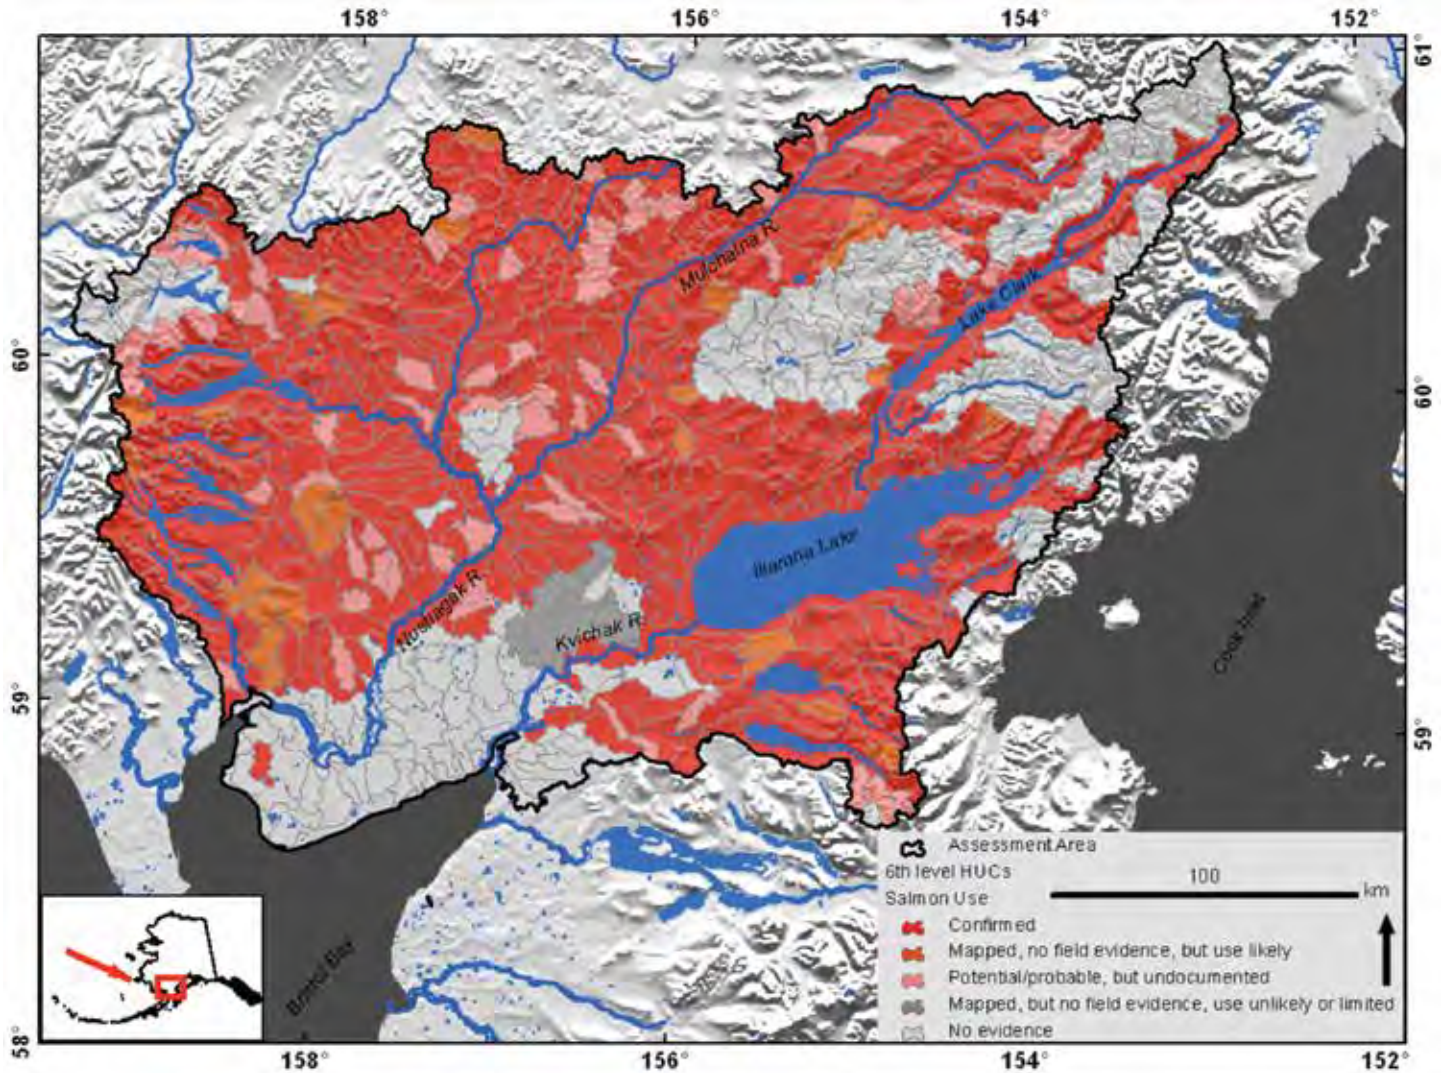 158° 156° 154° 152°
61°
Mulchatna R.
Lake Clark
60° 60°
Iliamna Lake
Nushagak R.
Kvichak R.
Cook Inlet
59° 59°
Assessment Area
6th level HUCs
100 km
Salmon Use
Confirmed
Mapped, no field evidence, but use likely
Potential/probable, but undocumented
Mapped, but no field evidence, use unlikely or limited
No evidence
Bristol Bay
58°
158° 156° 154° 152°